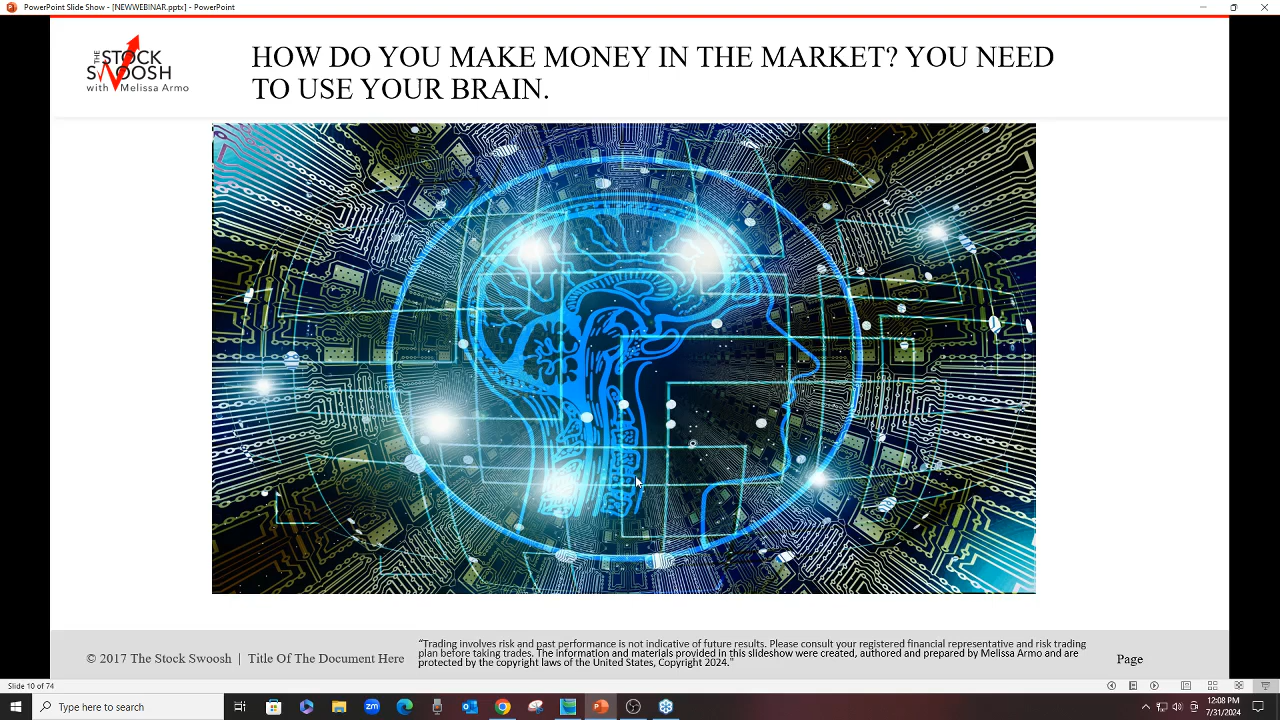 PowerPoint Slide Show - [NEWWEBINAR.pptx] - PowerPoint
THE
STOCK
SWOOSH
with Melissa Armo
HOW DO YOU MAKE MONEY IN THE MARKET? YOU NEED
TO USE YOUR BRAIN.
© 2017 The Stock Swoosh | Title Of The Document Here
“Trading involves risk and past performance is not indicative of future results. Please consult your registered financial representative and risk trading
plan before taking trades. The information and materials provided in this slideshow were created, authored and prepared by Melissa Armo and are
protected by the copyright laws of the United States, Copyright 2024."
Page
Slide 10 of 74
Type here to search
zm
12:08 PM
7/31/2024